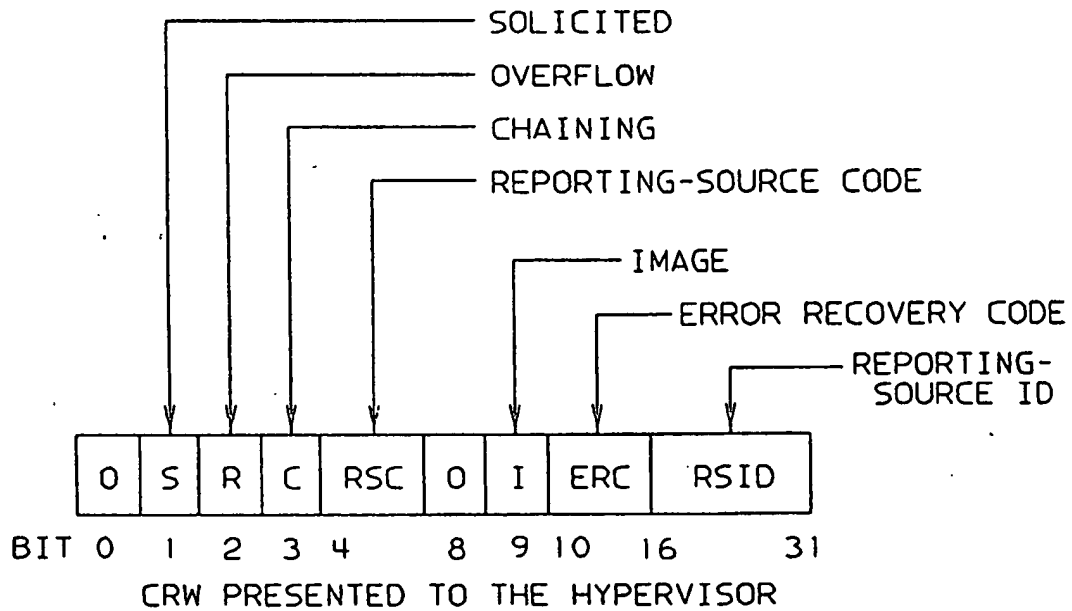 SOLICITED
OVERFLOW
CHAINING
REPORTING-SOURCE CODE
IMAGE
ERROR RECOVERY CODE
REPORTING-
SOURCE ID
0 S R C RSC 0 I ERC RSID
BIT 0 1 2 3 4 8 9 10 16 31
CRW PRESENTED TO THE HYPERVISOR